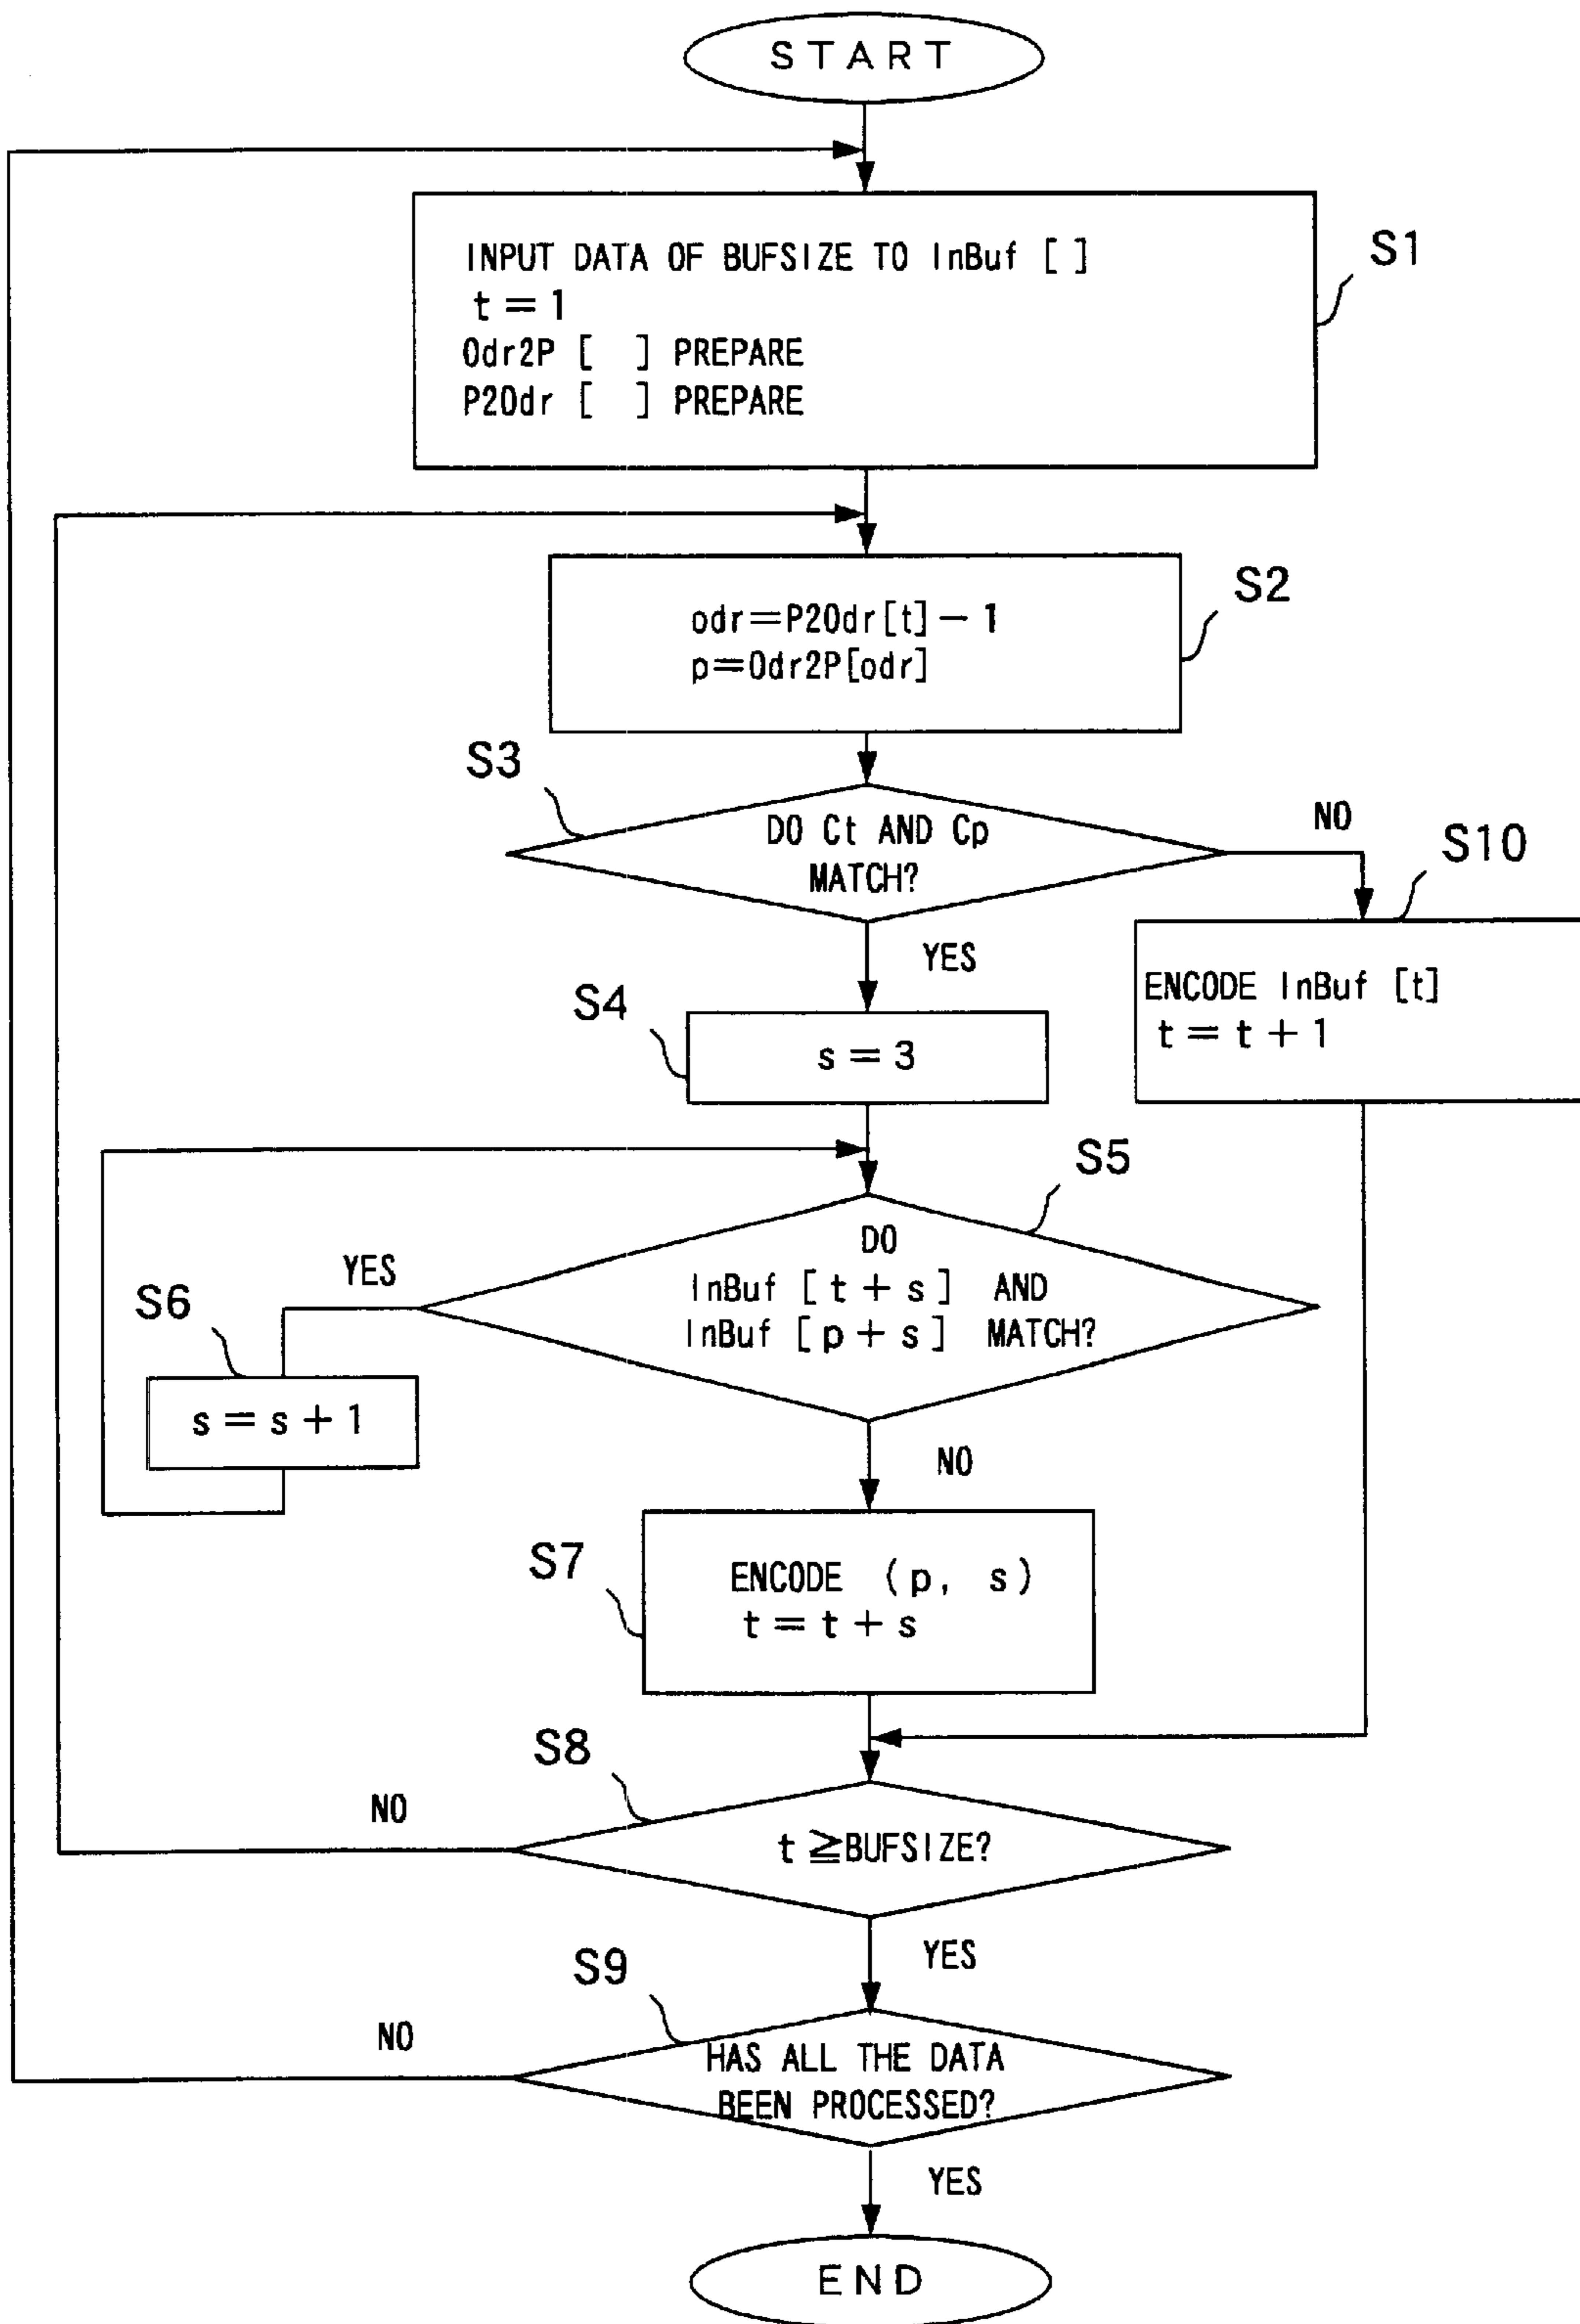 START
INPUT DATA OF BUFSIZE TO InBuf [ ]
t = 1
Odr2P [ ] PREPARE
P2Odr [ ] PREPARE
S1
odr=P2Odr[t]- 1
p=Odr2P[odr]
S2
S3
DO Ct AND Cp
MATCH?
NO
S10
YES
ENCODE InBuf [t]
t = t + 1
S4
s = 3
S5
DO
InBuf [ t + s ] AND
InBuf [ p + s ] MATCH?
YES
S6
s = s + 1
NO
S7
ENCODE (p, s)
t = t + s
S8
NO
t ≧BUFSIZE?
YES
S9
NO
HAS ALL THE DATA
BEEN PROCESSED?
YES
END